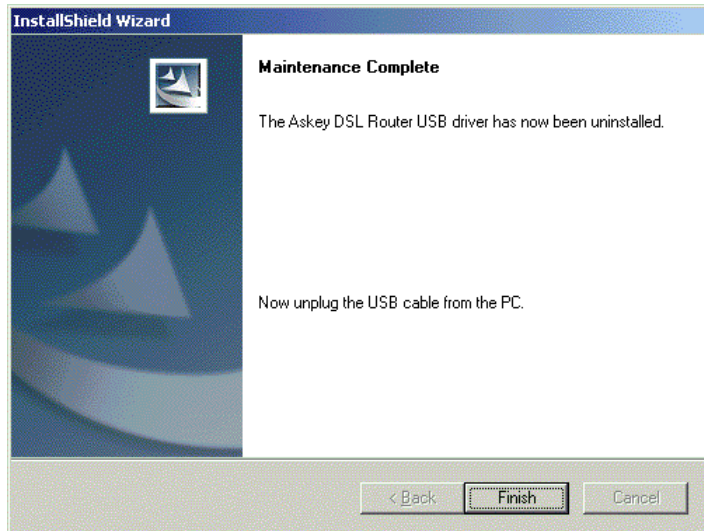 InstallShield Wizard
Maintenance Complete
The Askey DSL Router USB driver has now been uninstalled.
Now unplug the USB cable from the PC.
< Back Finish Cancel